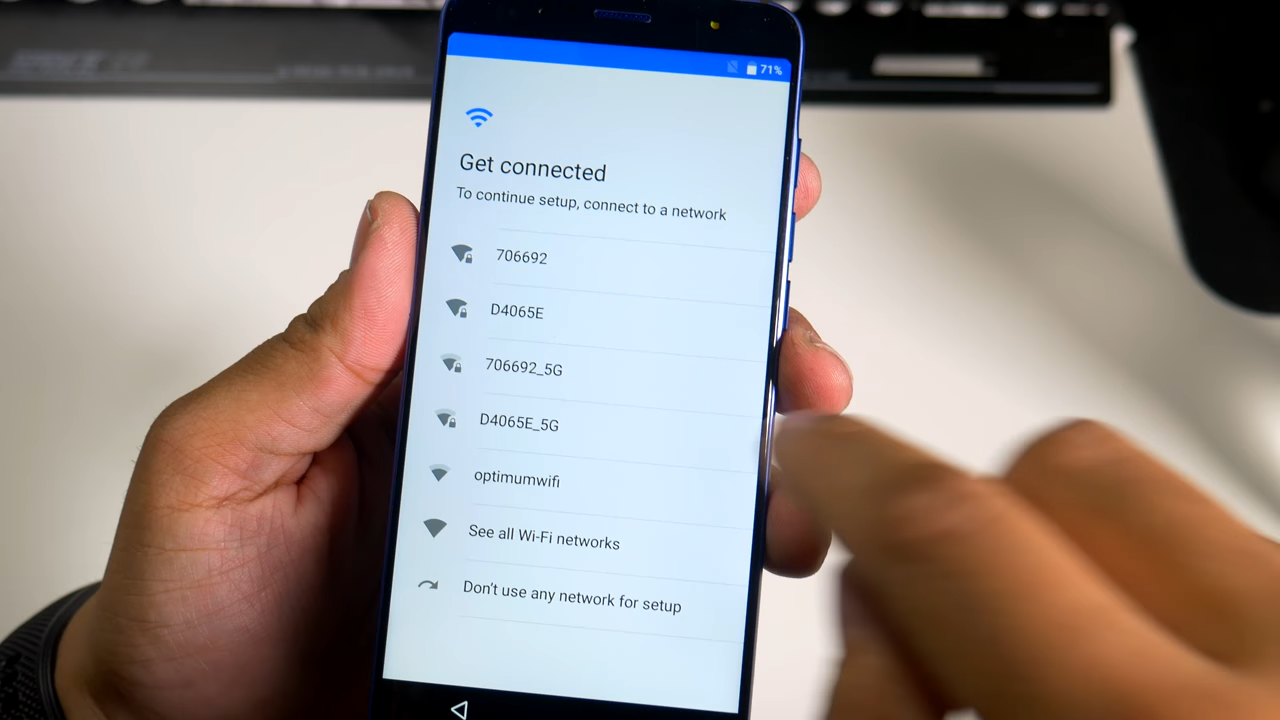 71%
Get connected
To continue setup, connect to a network
706692
D4065E
706692_5G
D4065E_5G
optimumwifi
See all Wi-Fi networks
Don't use any network for setup